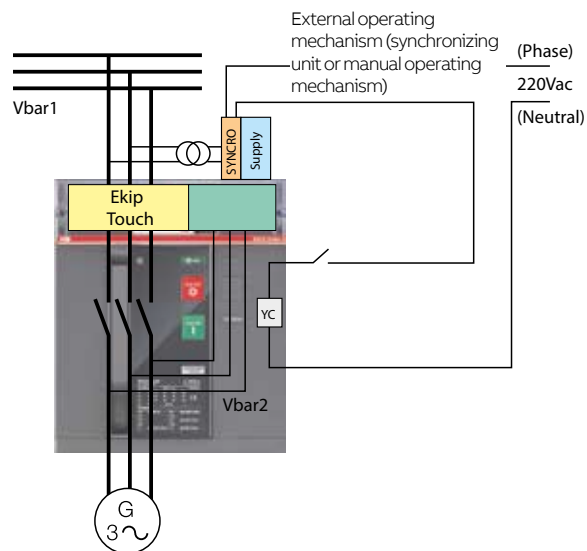 External operating
mechanism (synchronizing
unit or manual operating
mechanism)
(Phase)
220Vac
(Neutral)
Vbar1
SYNCRO
Supply
Ekip
Touch
YC
Vbar2
G
3